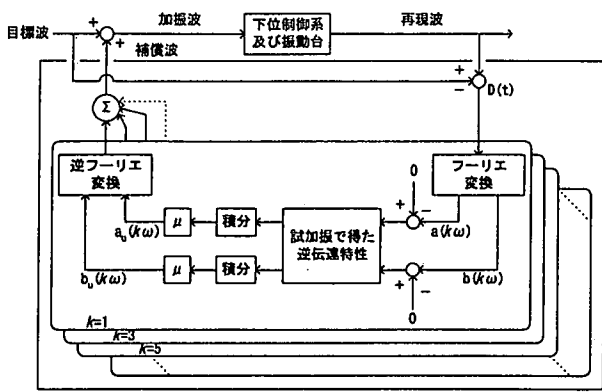 目標波
加振波
下位制御系
及び振動台
再現波
補償波
D(t)
Σ
逆フーリエ
変換
フーリエ
変換
0
μ
積分
試加振で得た
逆伝達特性
a_u(kω)
a(kω)
μ
積分
b_u(kω)
b(kω)
0
k=1
k=3
k=5